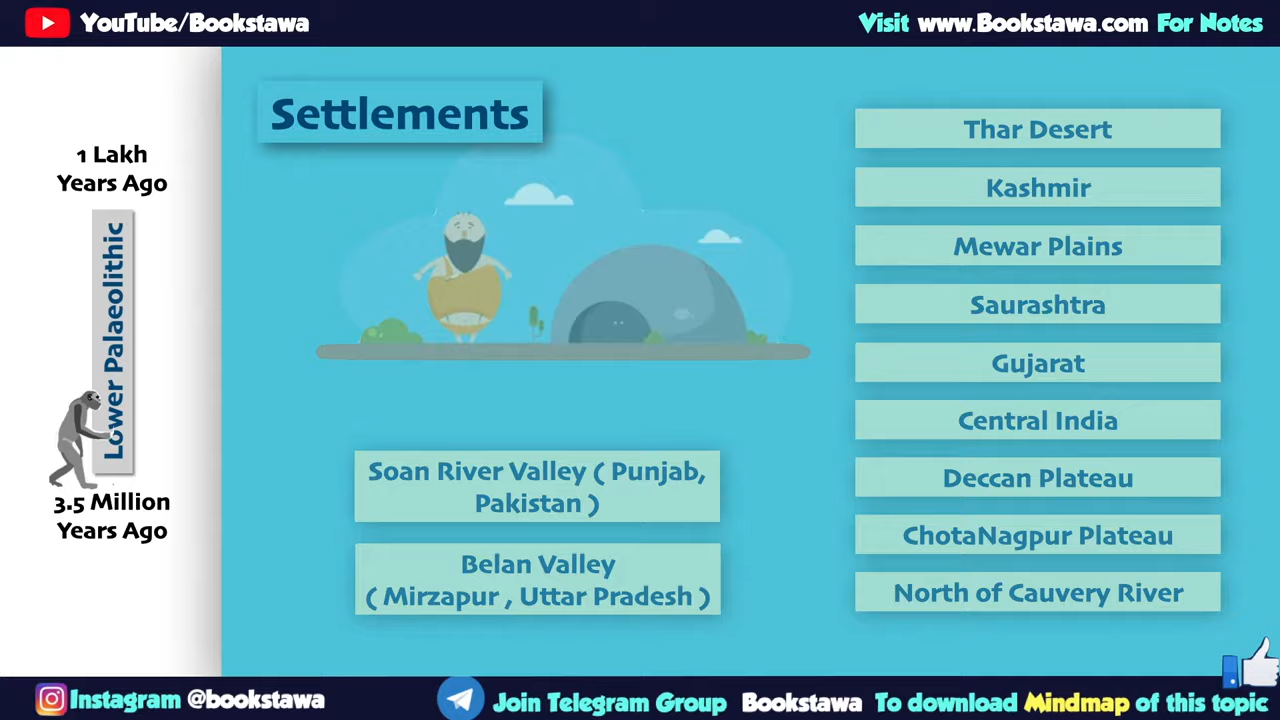 YouTube/Bookstawa
Visit www.Bookstawa.com For Notes
Settlements
1 Lakh
Years Ago
Lower Palaeolithic
3.5 Million
Years Ago
Soan River Valley ( Punjab,
Pakistan )
Belan Valley
( Mirzapur , Uttar Pradesh )
Thar Desert
Kashmir
Mewar Plains
Saurashtra
Gujarat
Central India
Deccan Plateau
ChotaNagpur Plateau
North of Cauvery River
Instagram @bookstawa
Join Telegram Group Bookstawa To download Mindmap of this topic